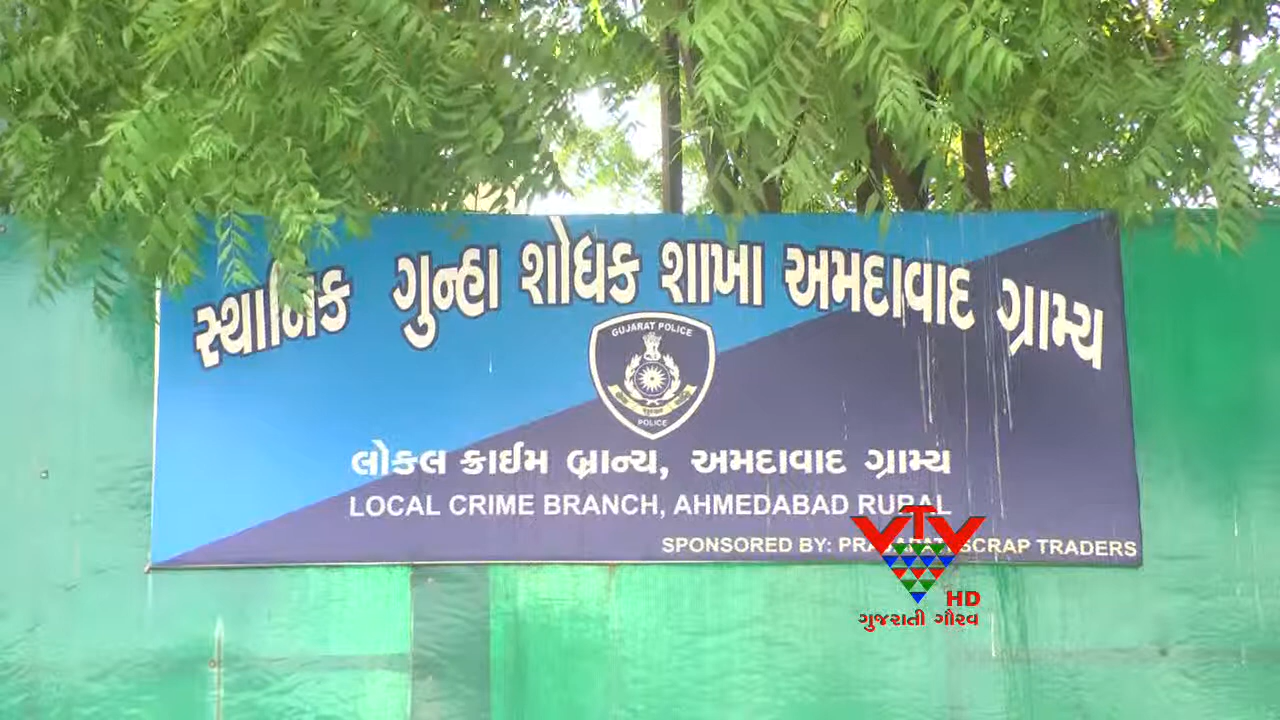 સ્થાનિક ગુન્હા શોધક શાખા અમદાવાદ ગ્રામ્ય
GUJARAT POLICE
POLICE
લોકલ ક્રાઈમ બ્રાન્ચ, અમદાવાદ ગ્રામ્ય
LOCAL CRIME BRANCH, AHMEDABAD RURAL
SPONSORED BY: PRAJAPATI SCRAP TRADERS
VTV
HD
ગુજરાતી ગૌરવ